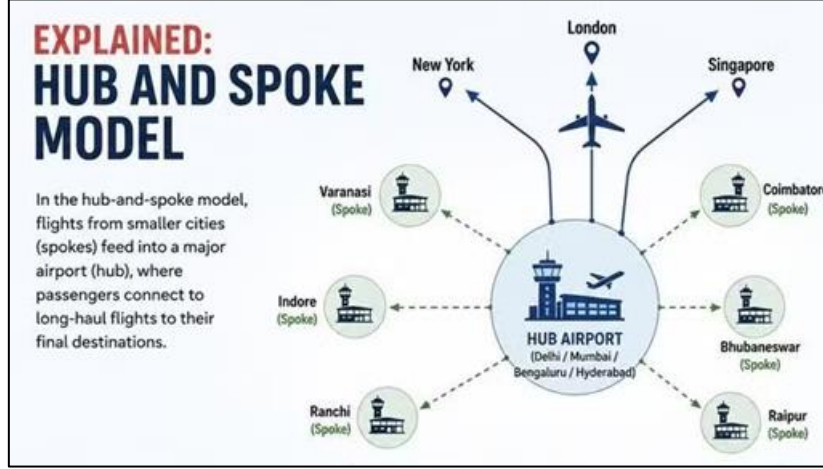 EXPLAINED:
HUB AND SPOKE
MODEL
In the hub-and-spoke model,
flights from smaller cities
(spokes) feed into a major
airport (hub), where
passengers connect to
long-haul flights to their
final destinations.
London
New York
Singapore
Varanasi
(Spoke)
Coimbatore
(Spoke)
Indore
(Spoke)
HUB AIRPORT
(Delhi / Mumbai /
Bengaluru / Hyderabad)
Bhubaneswar
(Spoke)
Ranchi
(Spoke)
Raipur
(Spoke)